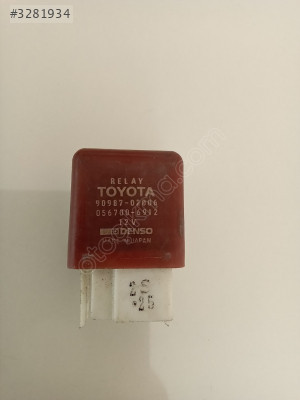 #3281934
RELAY
TOYOTA
90987-02006
056700-6912
12V
DENSO
JAPAN